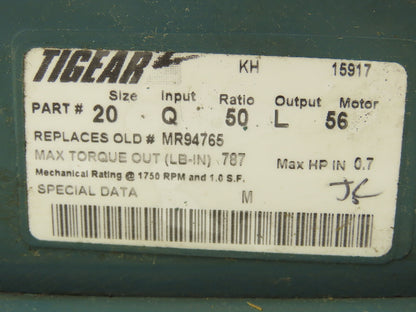 TIGEAR KH 15917
Size Input Ratio Output Motor
PART # 20 Q 50 L 56
REPLACES OLD # MR94765
MAX TORQUE OUT (LB-IN) 787 Max HP IN 0.7
Mechanical Rating @ 1750 RPM and 1.0 S.F.
SPECIAL DATA M